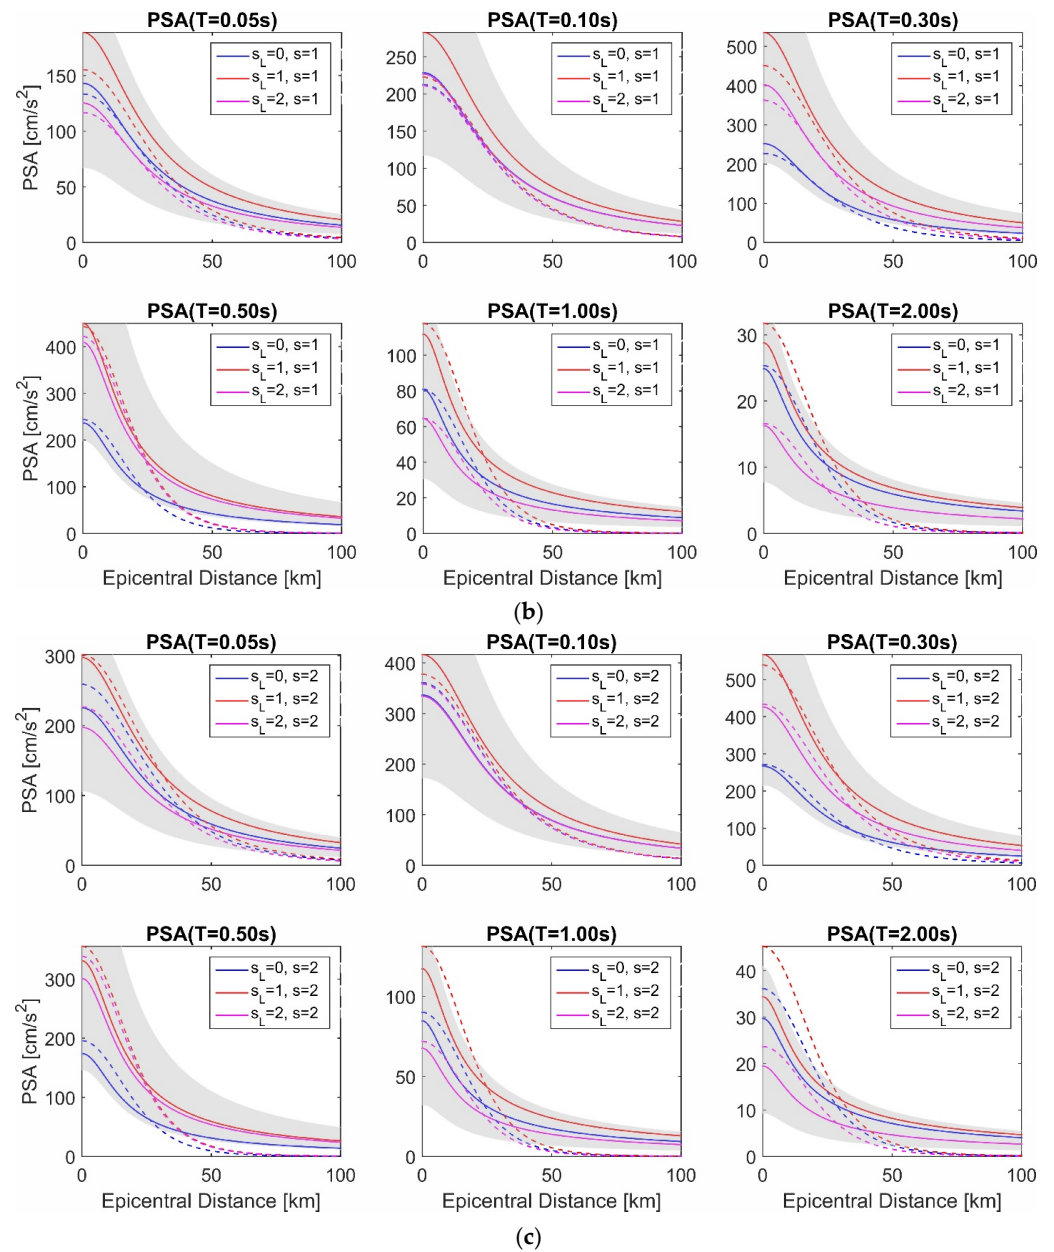 PSA(T=0.05s) PSA(T=0.10s) PSA(T=0.30s)
PSA [cm/s²]
150
100
50
0
0 50 100
s_L=0, s=1
s_L=1, s=1
s_L=2, s=1
250
200
150
100
50
0
0 50 100
s_L=0, s=1
s_L=1, s=1
s_L=2, s=1
500
400
300
200
100
0
0 50 100
s_L=0, s=1
s_L=1, s=1
s_L=2, s=1
PSA(T=0.50s) PSA(T=1.00s) PSA(T=2.00s)
PSA [cm/s²]
400
300
200
100
0
0 50 100
s_L=0, s=1
s_L=1, s=1
s_L=2, s=1
100
80
60
40
20
0
0 50 100
s_L=0, s=1
s_L=1, s=1
s_L=2, s=1
30
20
10
0
0 50 100
s_L=0, s=1
s_L=1, s=1
s_L=2, s=1
Epicentral Distance [km] Epicentral Distance [km] Epicentral Distance [km]
(b)
PSA(T=0.05s) PSA(T=0.10s) PSA(T=0.30s)
PSA [cm/s²]
300
200
100
0
0 50 100
s_L=0, s=2
s_L=1, s=2
s_L=2, s=2
400
300
200
100
0
0 50 100
s_L=0, s=2
s_L=1, s=2
s_L=2, s=2
500
400
300
200
100
0
0 50 100
s_L=0, s=2
s_L=1, s=2
s_L=2, s=2
PSA(T=0.50s) PSA(T=1.00s) PSA(T=2.00s)
PSA [cm/s²]
300
200
100
0
0 50 100
s_L=0, s=2
s_L=1, s=2
s_L=2, s=2
100
50
0
0 50 100
s_L=0, s=2
s_L=1, s=2
s_L=2, s=2
40
30
20
10
0
0 50 100
s_L=0, s=2
s_L=1, s=2
s_L=2, s=2
Epicentral Distance [km] Epicentral Distance [km] Epicentral Distance [km]
(c)